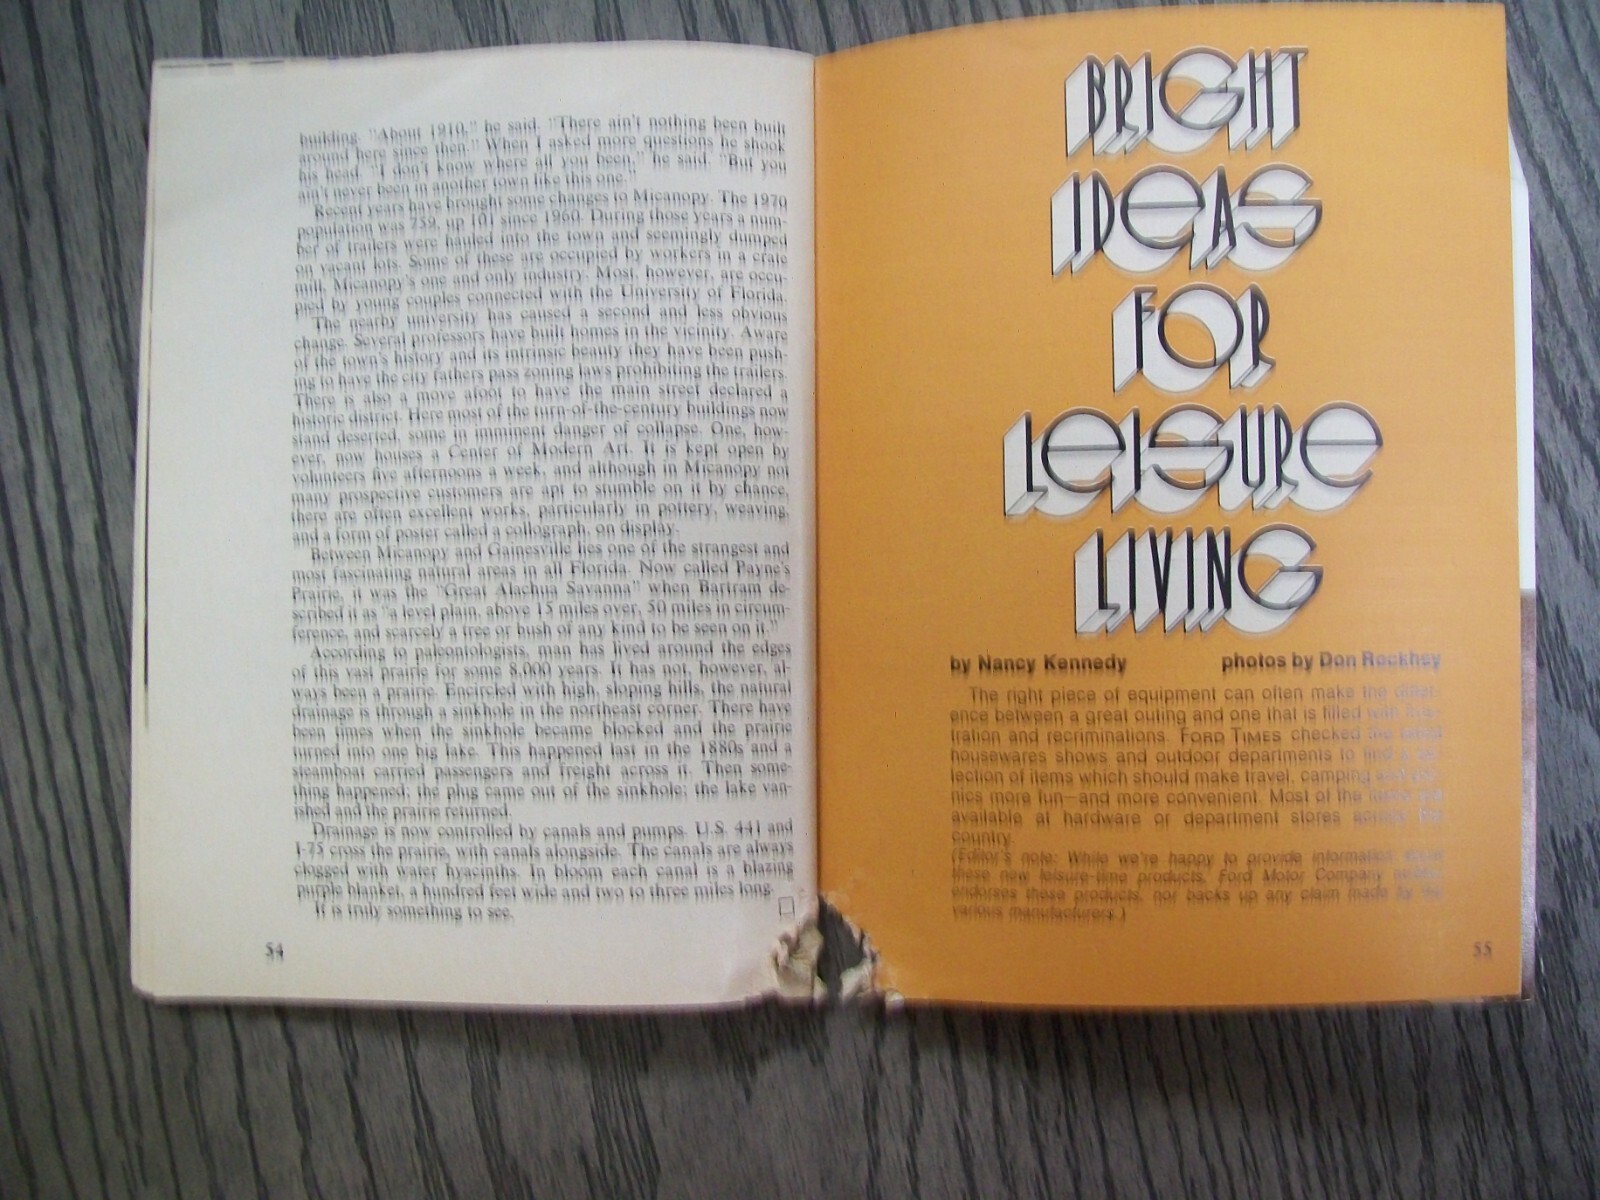 building. "About 1910," he said. "There ain't nothing been built
around here since then." When I asked more questions he shook
his head. "I don't know where all you been," he said. "But you
ain't never been in another town like this one."
Recent years have brought some changes to Micanopy. The 1970
population was 759, up 101 since 1960. During those years a num-
ber of trailers were hauled into the town and seemingly dumped
on vacant lots. Some of these are occupied by workers in a crate
mill, Micanopy's one and only industry. Most, however, are occu-
pied by young couples connected with the University of Florida.
The nearby university has caused a second and less obvious
change. Several professors have built homes in the vicinity. Aware
of the town's history and its intrinsic beauty they have been push-
ing to have the city fathers pass zoning laws prohibiting the trailers.
There is also a move afoot to have the main street declared a
historic district. Here most of the turn-of-the-century buildings now
stand deserted, some in imminent danger of collapse. One, how-
ever, now houses a Center of Modern Art. It is kept open by
volunteers five afternoons a week, and although in Micanopy not
many prospective customers are apt to stumble on it by chance,
there are often excellent works, particularly in pottery, weaving,
and a form of poster called a collograph, on display.
Between Micanopy and Gainesville lies one of the strangest and
most fascinating natural areas in all Florida. Now called Payne's
Prairie, it was the "Great Alachua Savanna" when Bartram de-
scribed it as "a level plain, above 15 miles over, 50 miles in circum-
ference, and scarcely a tree or bush of any kind to be seen on it."
According to paleontologists, man has lived around the edges
of this vast prairie for some 8,000 years. It has not, however, al-
ways been a prairie. Encircled with high, sloping hills, the natural
drainage is through a sinkhole in the northeast corner. There have
been times when the sinkhole became blocked and the prairie
turned into one big lake. This happened last in the 1880s and a
steamboat carried passengers and freight across it. Then some-
thing happened; the plug came out of the sinkhole; the lake van-
ished and the prairie returned.
Drainage is now controlled by canals and pumps. U.S. 441 and
I-75 cross the prairie, with canals alongside. The canals are always
clogged with water hyacinths. In bloom each canal is a blazing
purple blanket, a hundred feet wide and two to three miles long.
It is truly something to see.
54
BRIGHT
IDEAS
FOR
LEISURE
LIVING
by Nancy Kennedy photos by Don
The right piece of equipment can often make the differ-
ence between a great outing and one that is filled with frus-
tration and recriminations. FORD TIMES checked the latest
housewares shows and outdoor departments to find a se-
lection of items which should make travel, camping and pic-
nics more fun—and more convenient. Most of the items are
available at hardware or department stores across the
country.
(Editor's note: While we're happy to provide information about
these new leisure-time products, Ford Motor Company neither
endorses these products, nor backs up any claim made by the
various manufacturers.)
55